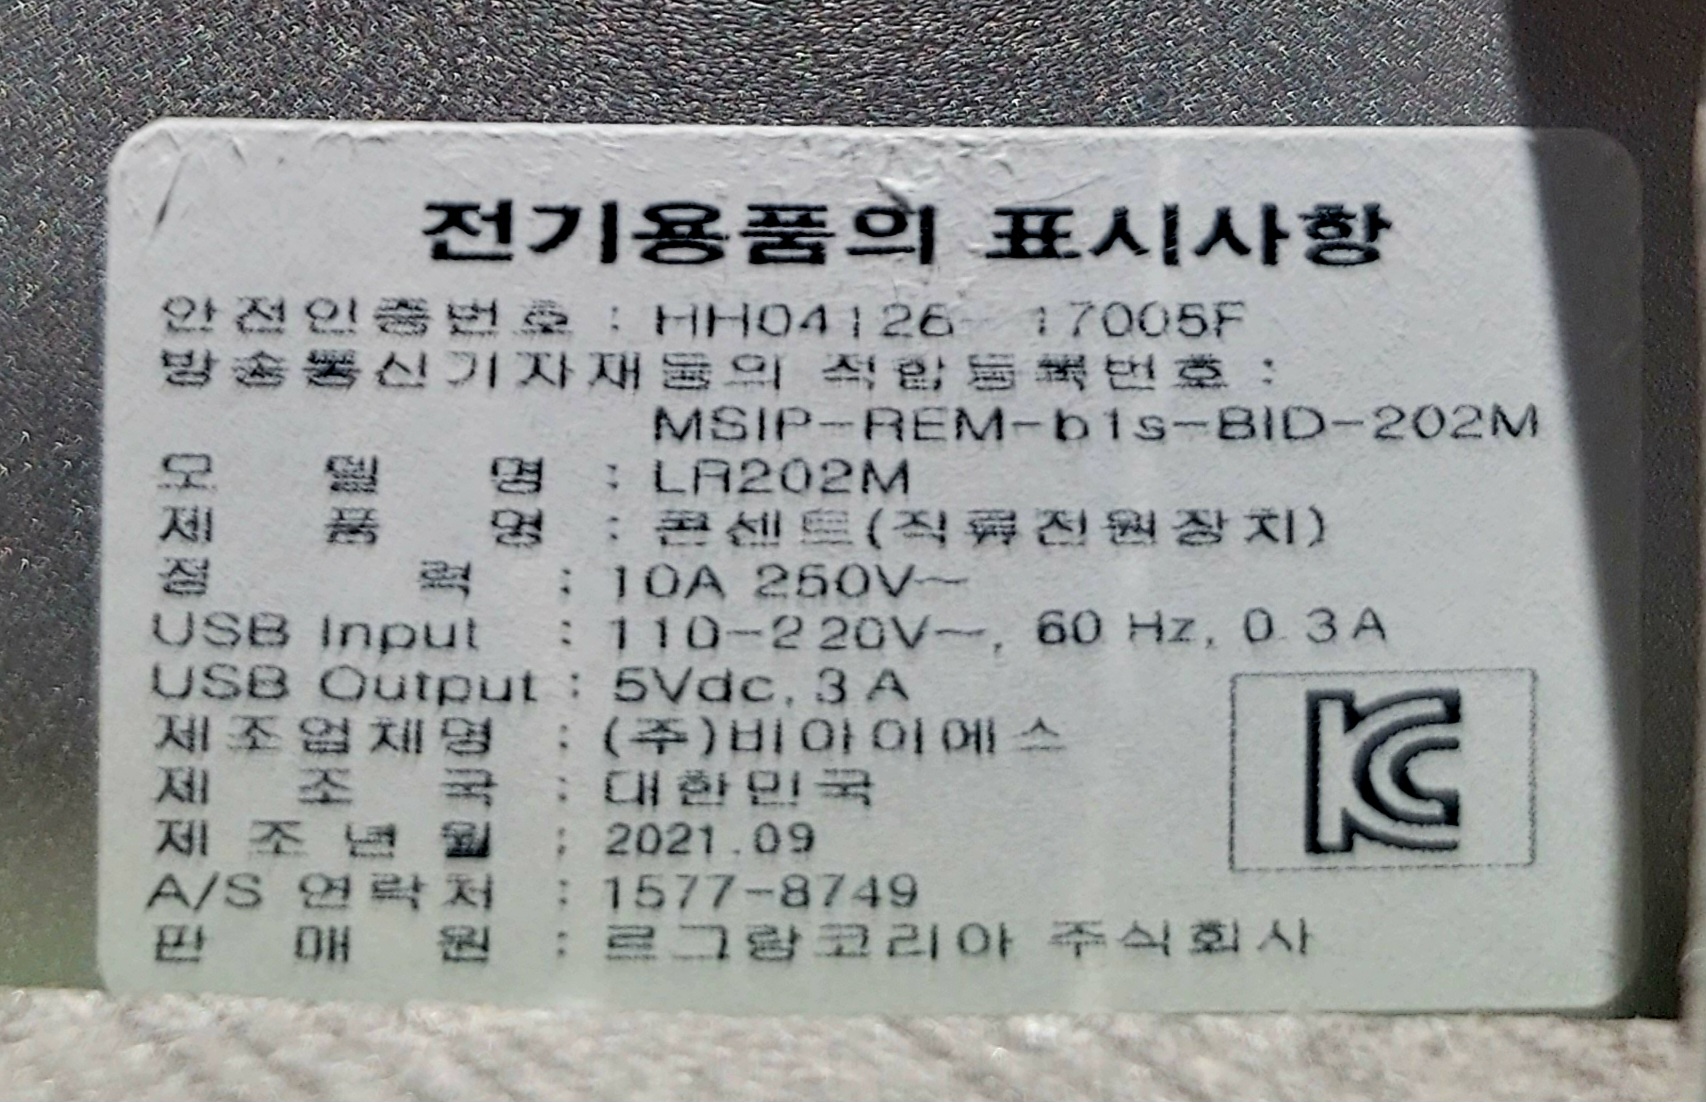 전기용품의 표시사항
안전인증번호 : HH04126-17005F
방송통신기자재등의 적합등록번호 :
MSIP-REM-b1s-BID-202M
모델명 : LR202M
제품명 : 콘센트(직류전원장치)
정력 : 10A 250V~
USB Input : 110-220V~, 60 Hz, 0.3A
USB Output : 5Vdc, 3A
제조업체명 : (주)비아이에스
제조국 : 대한민국
제조년월 : 2021.09
A/S 연락처 : 1577-8749
판매원 : 르그랑코리아 주식회사
KC